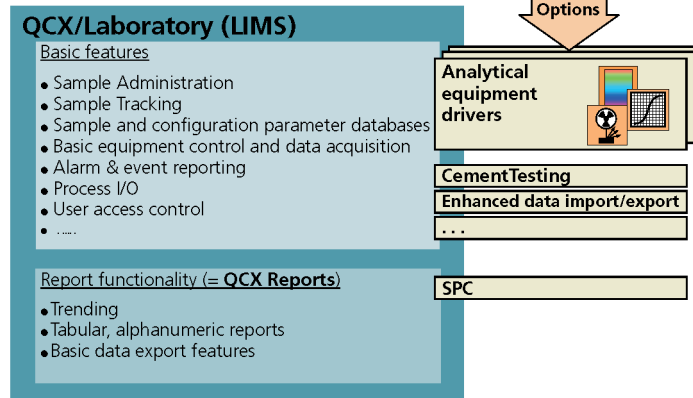 Options
QCX/Laboratory (LIMS)
Basic features
● Sample Administration
● Sample Tracking
● Sample and configuration parameter databases
● Basic equipment control and data acquisition
● Alarm & event reporting
● Process I/O
● User access control
● .....
Analytical
equipment
drivers
CementTesting
Enhanced data import/export
. . .
Report functionality (= QCX Reports)
● Trending
● Tabular, alphanumeric reports
● Basic data export features
SPC